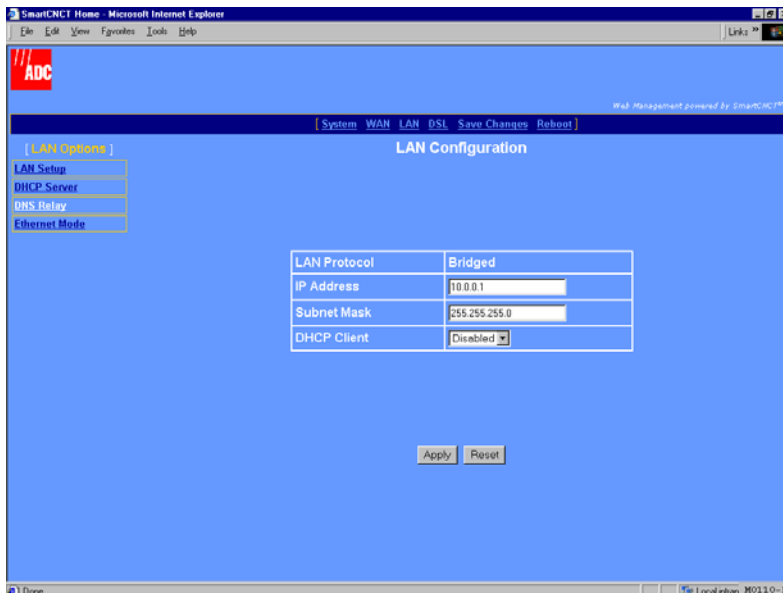 SmartCNCT Home - Microsoft Internet Explorer
File Edit View Favorites Tools Help
Links »
ADC
Web Management powered by SmartCNCT™
[ System WAN LAN DSL Save Changes Reboot ]
[ LAN Options ]
LAN Configuration
LAN Setup
DHCP Server
DNS Relay
Ethernet Mode
LAN Protocol Bridged
IP Address 10.0.0.1
Subnet Mask 255.255.255.0
DHCP Client Disabled
Apply Reset
Done
Local intran M0110-